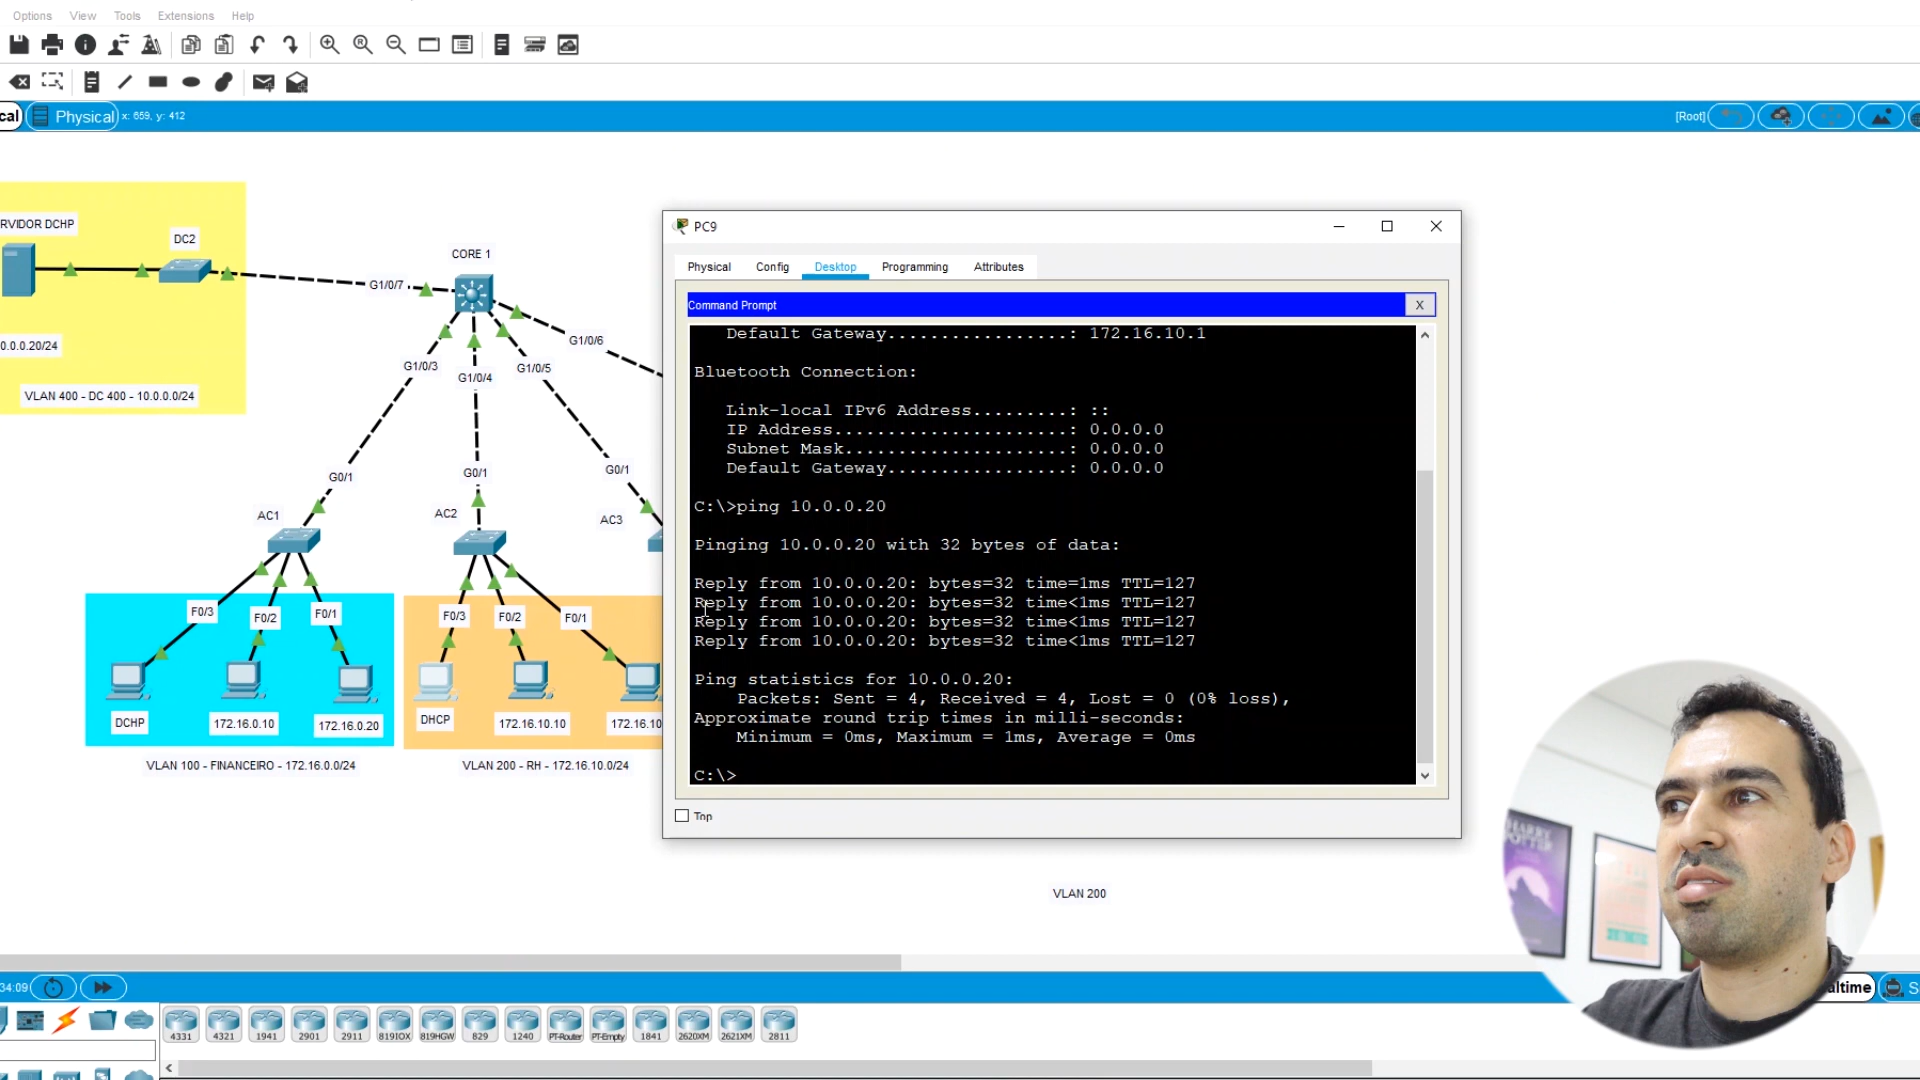 Options View Tools Extensions Help
cal Physical x: 659, y: 412 [Root]
RVIDOR DCHP
DC2
CORE 1
G1/0/7
0.0.0.20/24
VLAN 400 - DC 400 - 10.0.0.0/24
G1/0/3
G1/0/4
G1/0/5
G1/0/6
G0/1
G0/1
G0/1
AC1
AC2
AC3
F0/3
F0/2
F0/1
F0/3
F0/2
F0/1
DCHP
172.16.0.10
172.16.0.20
DHCP
172.16.10.10
172.16.10
VLAN 100 - FINANCEIRO - 172.16.0.0/24
VLAN 200 - RH - 172.16.10.0/24
PC9
Physical Config Desktop Programming Attributes
Command Prompt X
Default Gateway.................: 172.16.10.1
Bluetooth Connection:
Link-local IPv6 Address.........: ::
IP Address......................: 0.0.0.0
Subnet Mask.....................: 0.0.0.0
Default Gateway.................: 0.0.0.0
C:\>ping 10.0.0.20
Pinging 10.0.0.20 with 32 bytes of data:
Reply from 10.0.0.20: bytes=32 time=1ms TTL=127
Reply from 10.0.0.20: bytes=32 time<1ms TTL=127
Reply from 10.0.0.20: bytes=32 time<1ms TTL=127
Reply from 10.0.0.20: bytes=32 time<1ms TTL=127
Ping statistics for 10.0.0.20:
Packets: Sent = 4, Received = 4, Lost = 0 (0% loss),
Approximate round trip times in milli-seconds:
Minimum = 0ms, Maximum = 1ms, Average = 0ms
C:\>
Top
VLAN 200
HARRY
POTTER
34:09
altime S
4331 4321 1941 2901 2911 819IOX 819HGW 829 1240 PT-Router PT-Empty 1841 2620XM 2621XM 2811